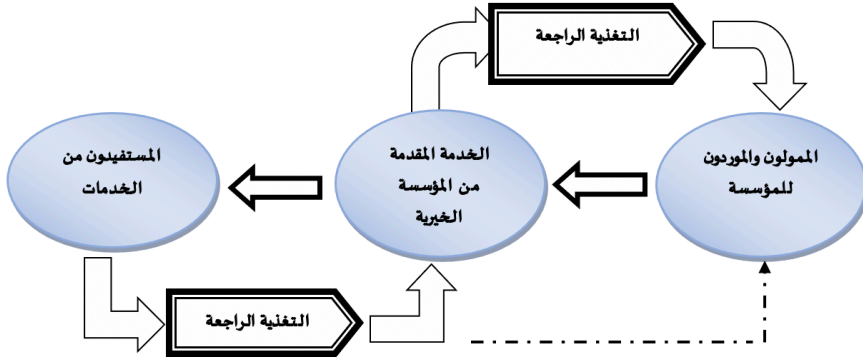 التغذية الراجعة
الممولون والموردون
للمؤسسة
الخدمة المقدمة
من المؤسسة
الخيرية
المستفيدون من
الخدمات
التغذية الراجعة